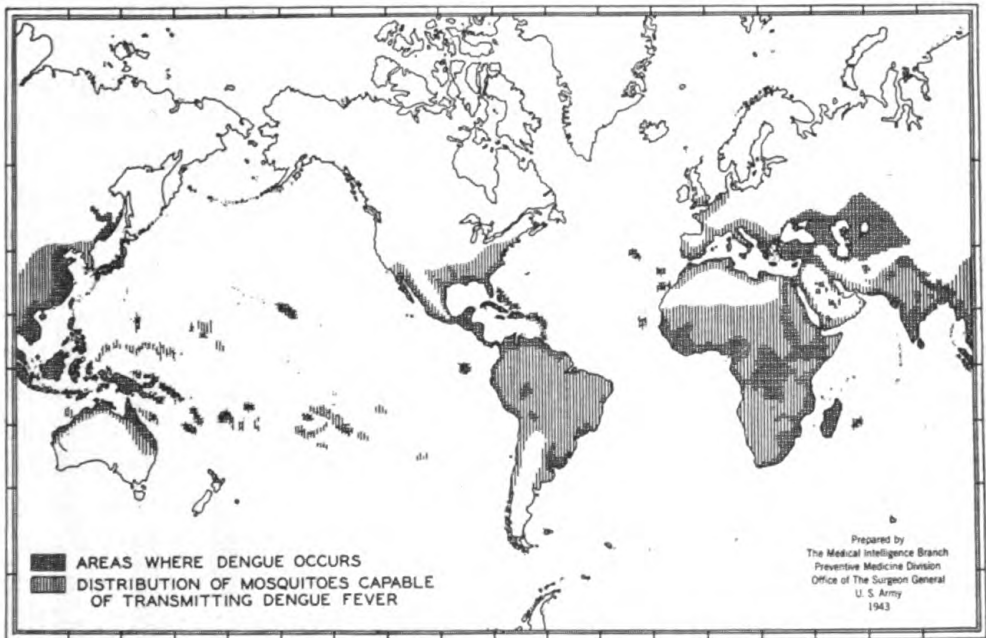 AREAS WHERE DENGUE OCCURS
DISTRIBUTION OF MOSQUITOES CAPABLE
OF TRANSMITTING DENGUE FEVER
Prepared by
The Medical Intelligence Branch
Preventive Medicine Division
Office of The Surgeon General
U. S. Army
1943